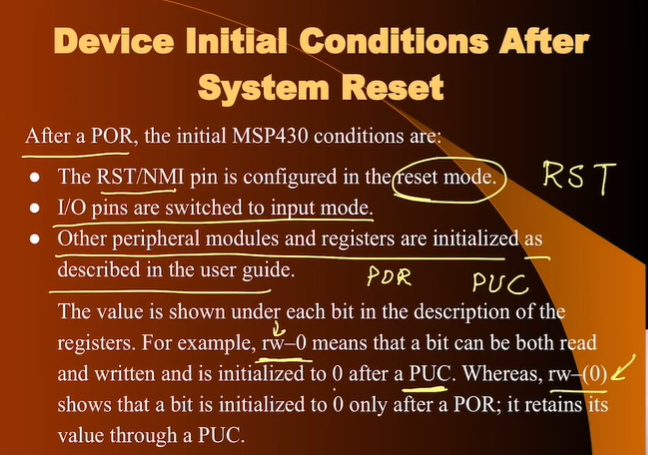 Device Initial Conditions After
System Reset
After a POR, the initial MSP430 conditions are:
• The RST/NMI pin is configured in the reset mode. RST
• I/O pins are switched to input mode.
• Other peripheral modules and registers are initialized as
described in the user guide. POR PUC
The value is shown under each bit in the description of the
registers. For example, rw–0 means that a bit can be both read
and written and is initialized to 0 after a PUC. Whereas, rw–(0)
shows that a bit is initialized to 0 only after a POR; it retains its
value through a PUC.